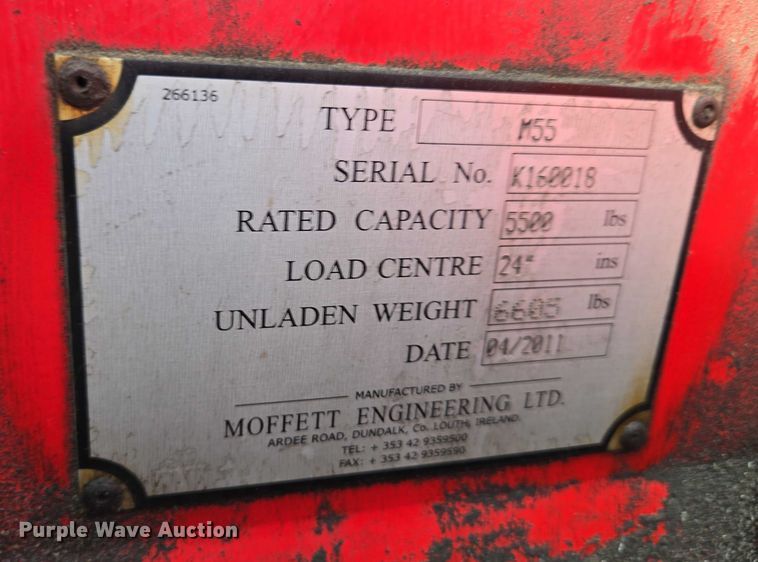 266136
TYPE M55
SERIAL No. K160018
RATED CAPACITY 5500 lbs
LOAD CENTRE 24" ins
UNLADEN WEIGHT 6605 lbs
DATE 04/2011
MANUFACTURED BY
MOFFETT ENGINEERING LTD.
ARDEE ROAD, DUNDALK, Co. LOUTH, IRELAND.
TEL: + 353 42 9359500
FAX: + 353 42 9359590
Purple Wave Auction